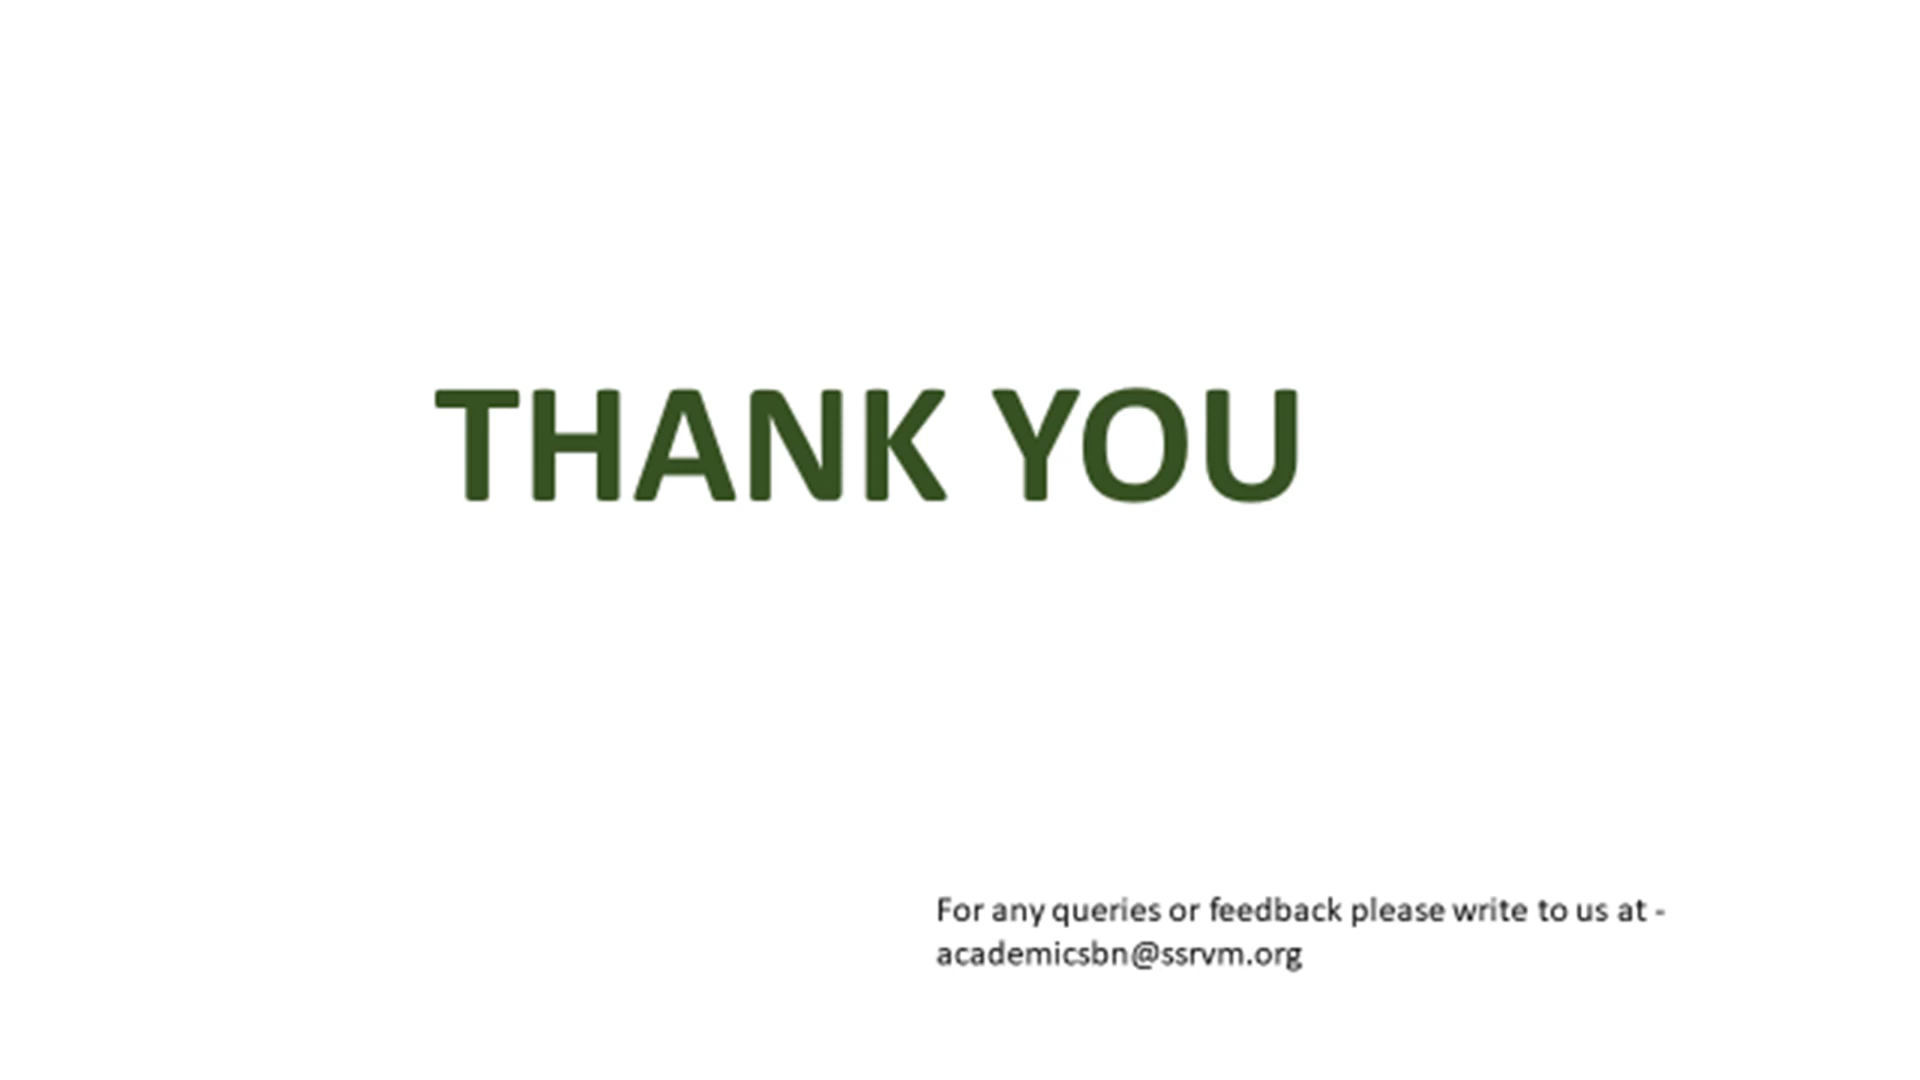 THANK YOU
For any queries or feedback please write to us at -
academicsbn@ssrvm.org